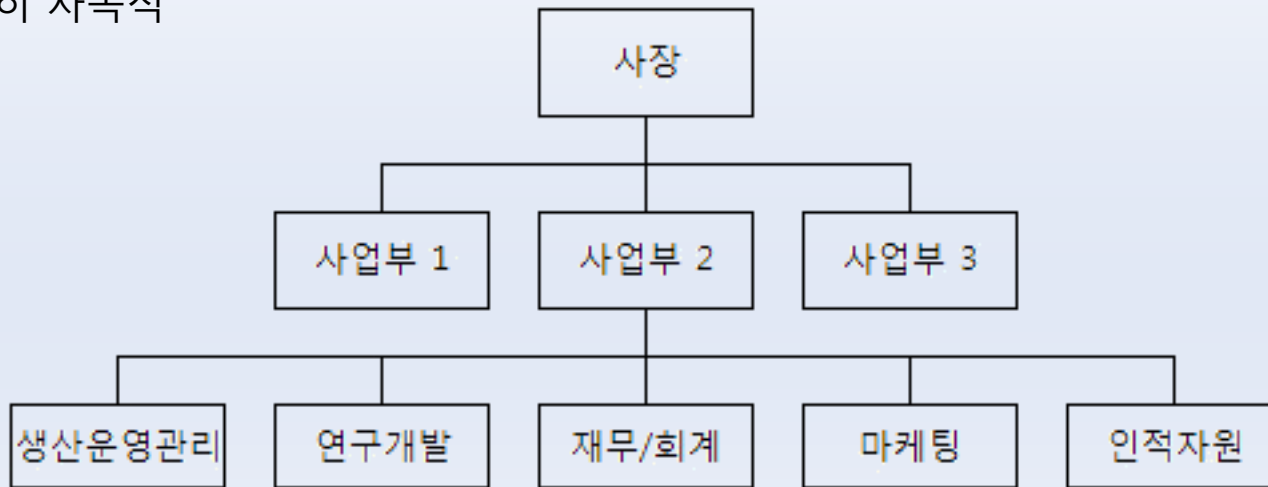 사장
사업부 1
사업부 2
사업부 3
생산운영관리
연구개발
재무/회계
마케팅
인적자원